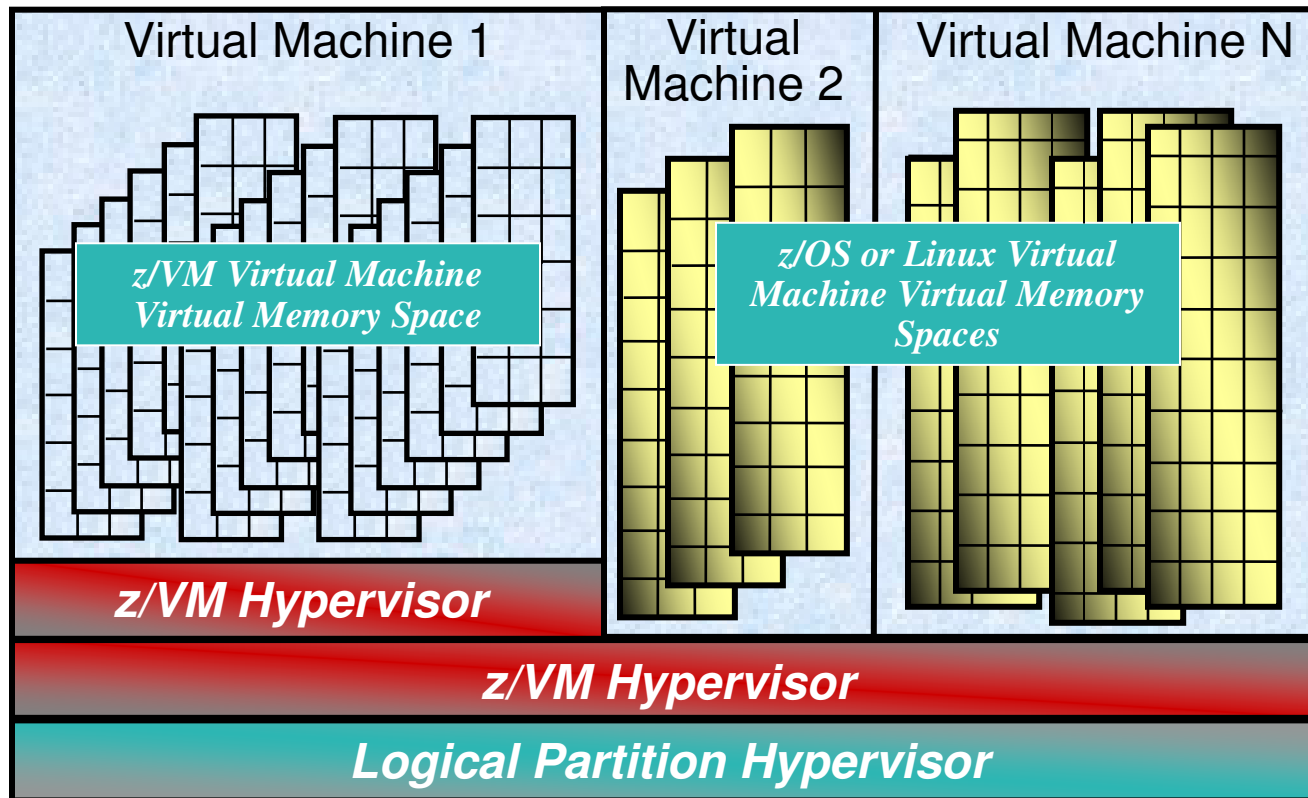 Virtual Machine 1
Virtual
Machine 2
Virtual Machine N
z/VM Virtual Machine
Virtual Memory Space
z/OS or Linux Virtual
Machine Virtual Memory
Spaces
z/VM Hypervisor
z/VM Hypervisor
Logical Partition Hypervisor